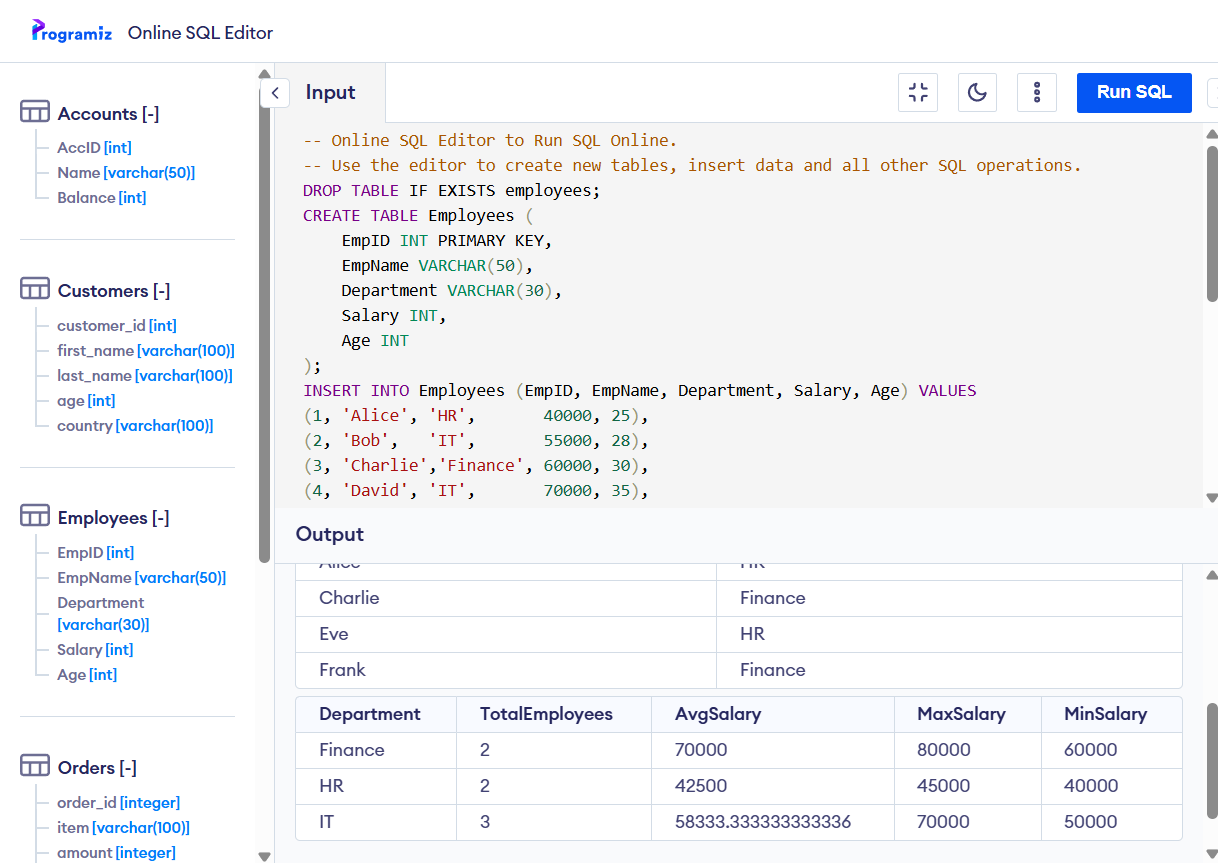 Programiz Online SQL Editor
Accounts [-]
AccID [int]
Name [varchar(50)]
Balance [int]
Customers [-]
customer_id [int]
first_name [varchar(100)]
last_name [varchar(100)]
age [int]
country [varchar(100)]
Employees [-]
EmpID [int]
EmpName [varchar(50)]
Department
[varchar(30)]
Salary [int]
Age [int]
Orders [-]
order_id [integer]
item [varchar(100)]
amount [integer]
Input
Run SQL
-- Online SQL Editor to Run SQL Online.
-- Use the editor to create new tables, insert data and all other SQL operations.
DROP TABLE IF EXISTS employees;
CREATE TABLE Employees (
    EmpID INT PRIMARY KEY,
    EmpName VARCHAR(50),
    Department VARCHAR(30),
    Salary INT,
    Age INT
);
INSERT INTO Employees (EmpID, EmpName, Department, Salary, Age) VALUES
(1, 'Alice', 'HR',       40000, 25),
(2, 'Bob',   'IT',       55000, 28),
(3, 'Charlie','Finance', 60000, 30),
(4, 'David', 'IT',       70000, 35),
Output
Alice HR
Charlie Finance
Eve HR
Frank Finance
Department TotalEmployees AvgSalary MaxSalary MinSalary
Finance 2 70000 80000 60000
HR 2 42500 45000 40000
IT 3 58333.333333333336 70000 50000